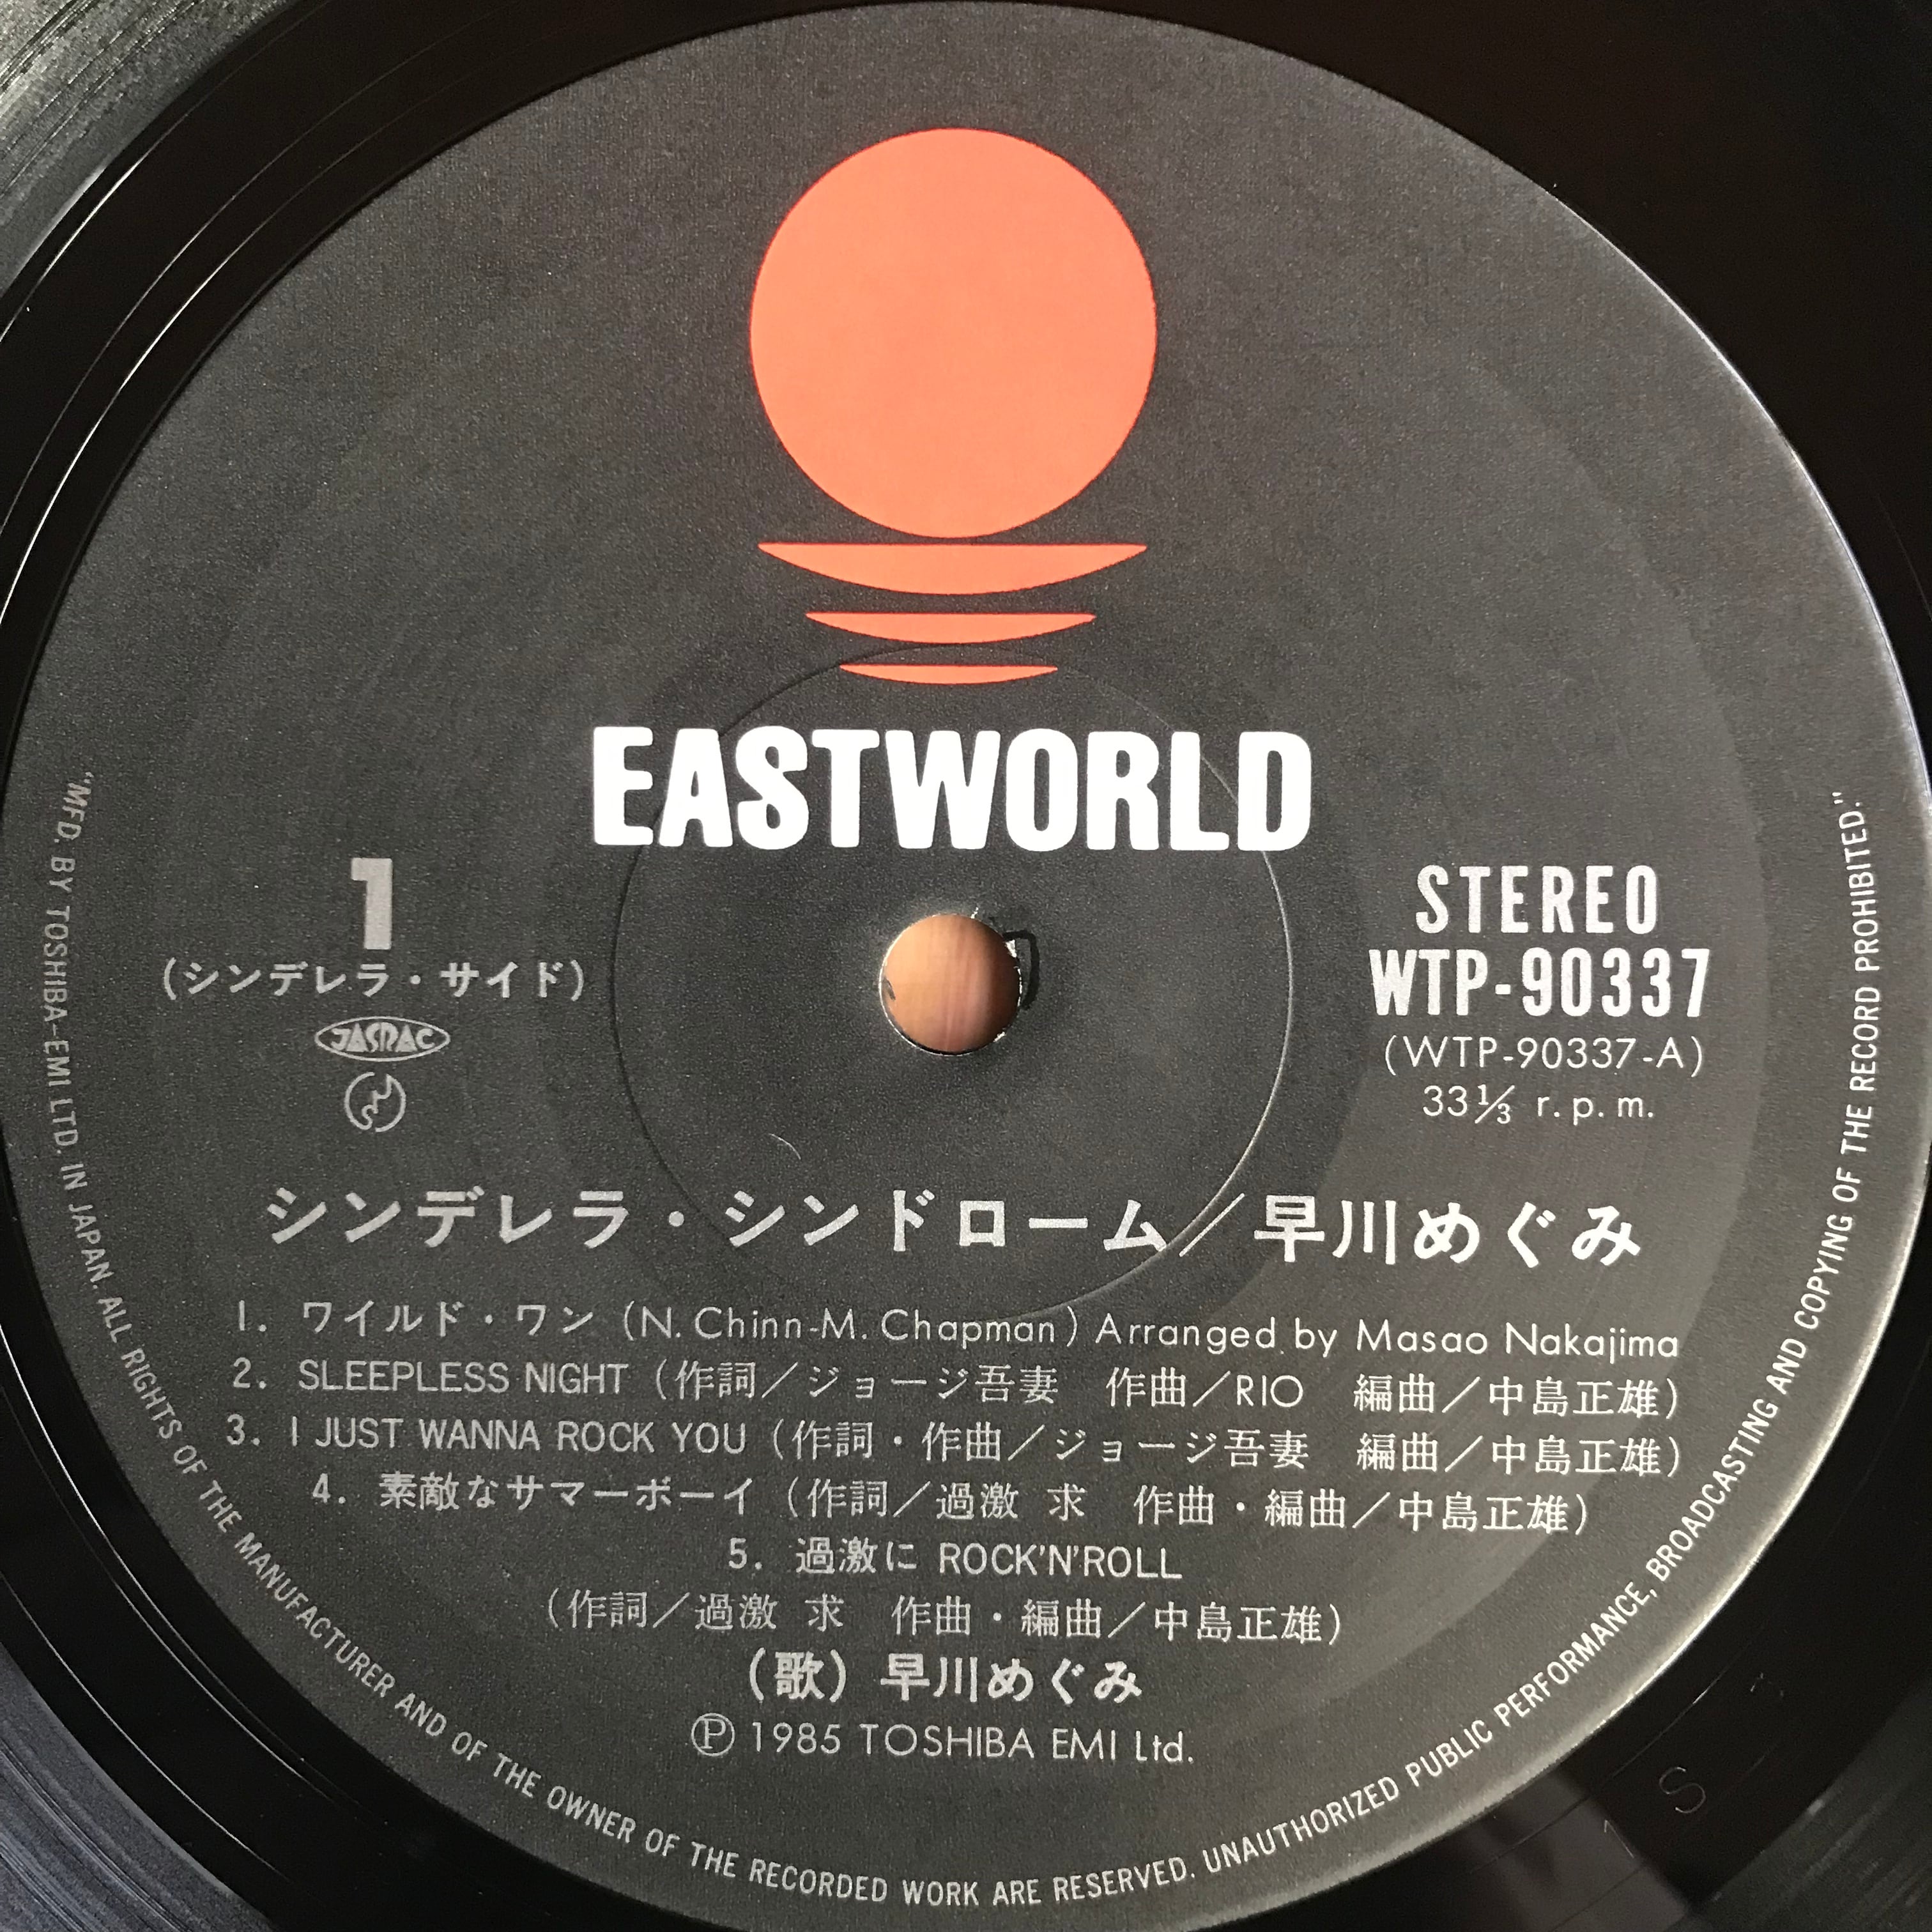 EASTWORLD
1
(シンデレラ・サイド)
JASRAC
STEREO
WTP-90337
(WTP-90337-A)
33⅓ r.p.m.
シンデレラ・シンドローム/早川めぐみ
1. ワイルド・ワン (N. Chinn-M. Chapman) Arranged by Masao Nakajima
2. SLEEPLESS NIGHT (作詞/ジョージ吾妻 作曲/RIO 編曲/中島正雄)
3. I JUST WANNA ROCK YOU (作詞・作曲/ジョージ吾妻 編曲/中島正雄)
4. 素敵なサマーボーイ (作詞/過激 求 作曲・編曲/中島正雄)
5. 過激に ROCK'N'ROLL
(作詞/過激 求 作曲・編曲/中島正雄)
(歌) 早川めぐみ
Ⓟ 1985 TOSHIBA EMI Ltd.
"MFD. BY TOSHIBA-EMI LTD. IN JAPAN. ALL RIGHTS OF THE MANUFACTURER AND OF THE OWNER OF THE RECORDED WORK ARE RESERVED. UNAUTHORIZED PUBLIC PERFORMANCE, BROADCASTING AND COPYING OF THE RECORD PROHIBITED."